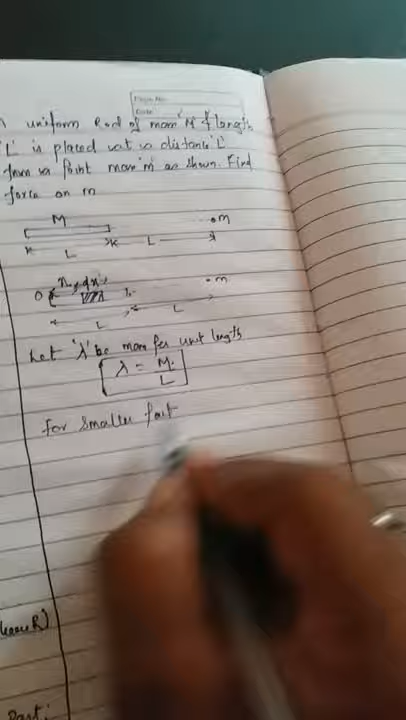 uniform Rod of mass 'M' & length
'L' is placed at a distance 'L'
from a point mass 'm' as shown. Find
force on m
M
.m
L L
O x dx
.m
L L
Let 'λ' be mass per unit length
λ = M/L
for smaller part